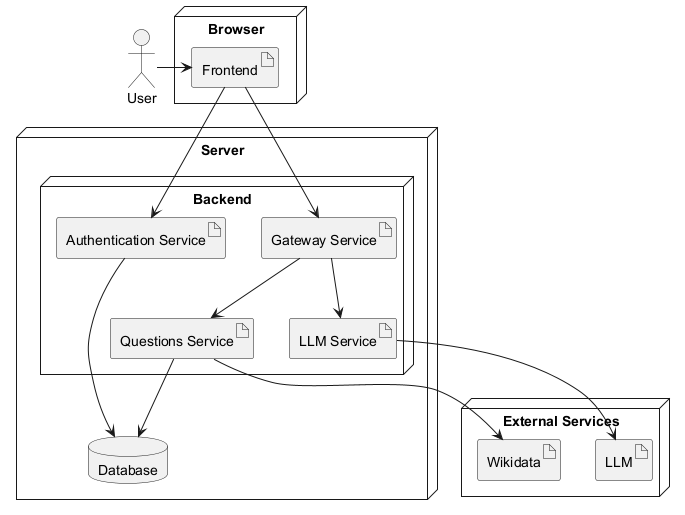 Browser
Frontend
User
Server
Backend
Authentication Service
Gateway Service
Questions Service
LLM Service
External Services
Wikidata
LLM
Database